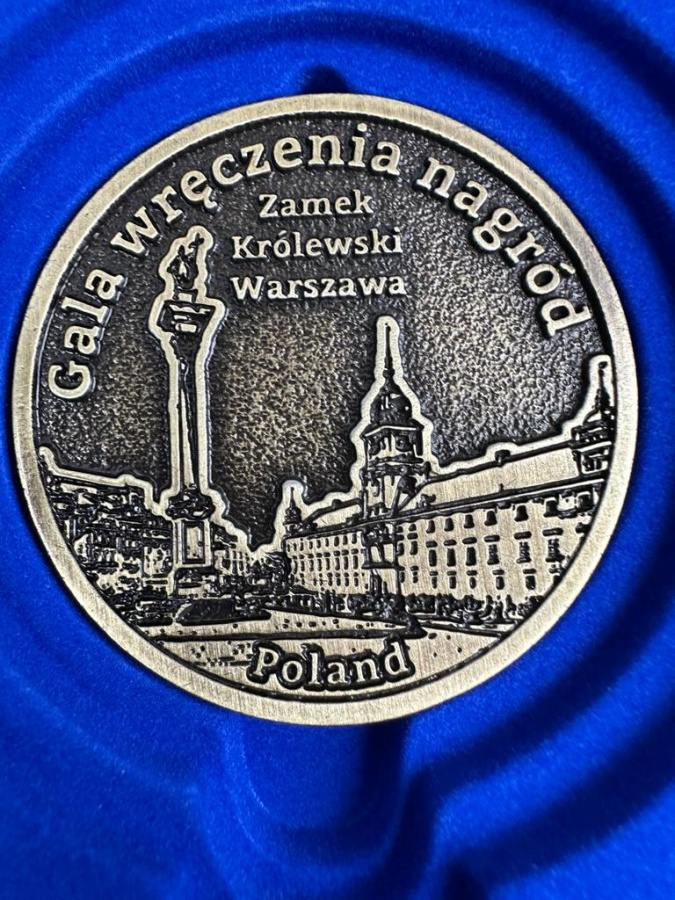 Gala wręczenia nagród
Zamek
Królewski
Warszawa
Poland